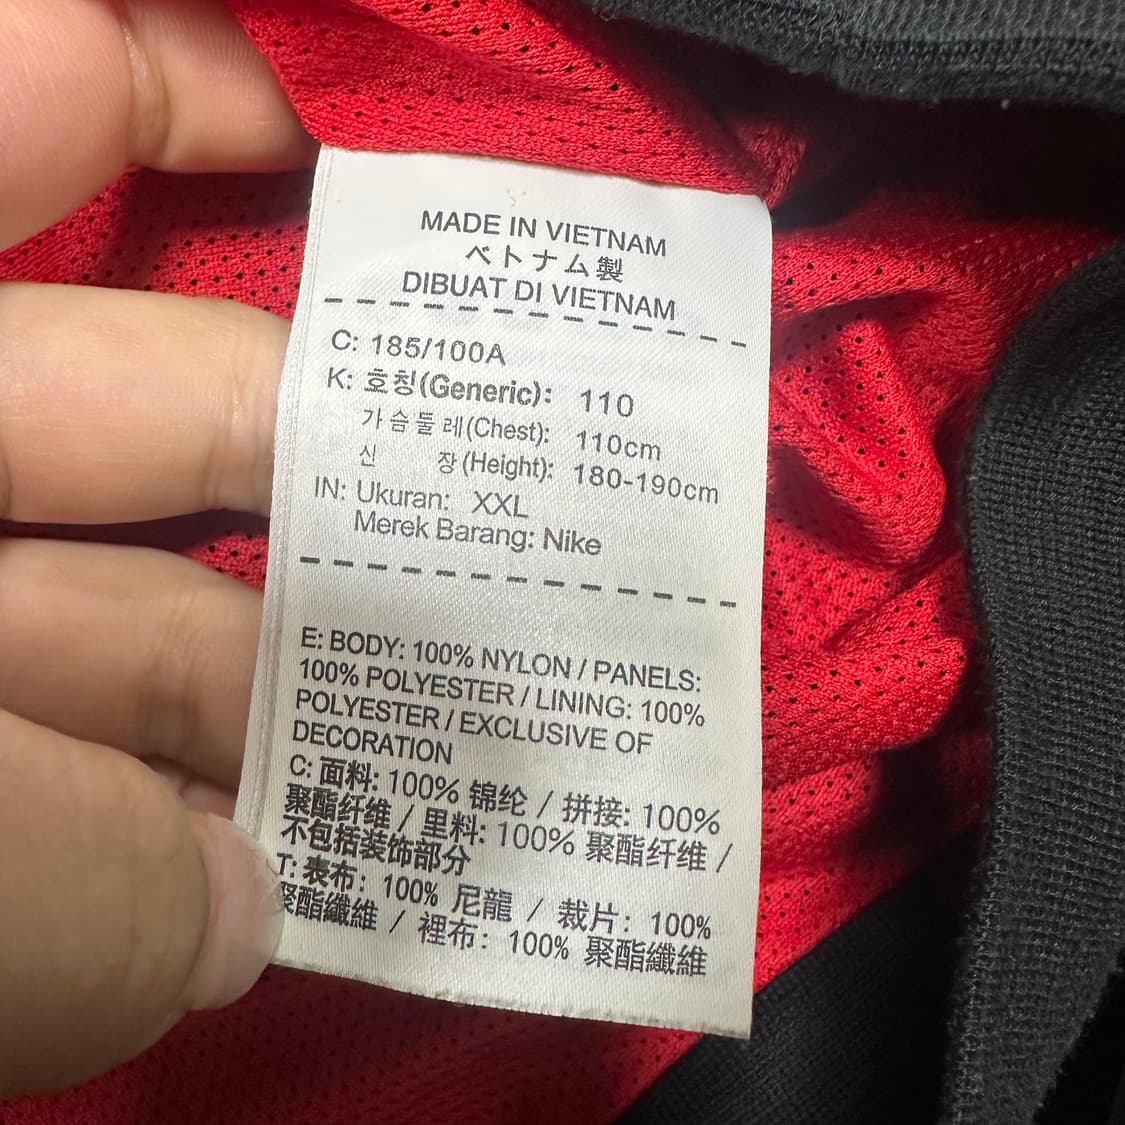 MADE IN VIETNAM
ベトナム製
DIBUAT DI VIETNAM
C: 185/100A
K: 호칭(Generic): 110
가슴둘레(Chest): 110cm
신 장(Height): 180-190cm
IN: Ukuran: XXL
Merek Barang: Nike
E: BODY: 100% NYLON / PANELS:
100% POLYESTER / LINING: 100%
POLYESTER / EXCLUSIVE OF
DECORATION
C: 面料: 100% 锦纶 / 拼接: 100%
聚酯纤维 / 里料: 100% 聚酯纤维 /
不包括装饰部分
T: 表布: 100% 尼龍 / 裁片: 100%
聚酯纖維 / 裡布: 100% 聚酯纖維